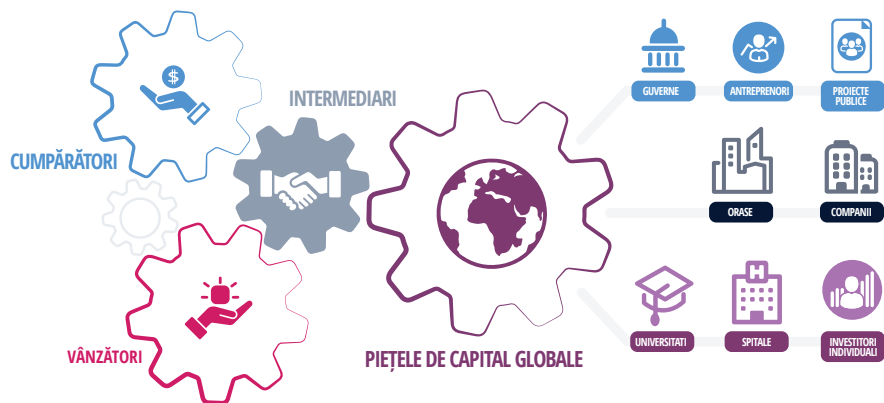 CUMPĂRĂTORI
$
INTERMEDIARI
VÂNZĂTORI
PIEȚELE DE CAPITAL GLOBALE
GUVERNE
ANTREPRENORI
PROIECTE
PUBLICE
ORASE
COMPANII
H
UNIVERSITATI
SPITALE
INVESTITORI
INDIVIDUALI